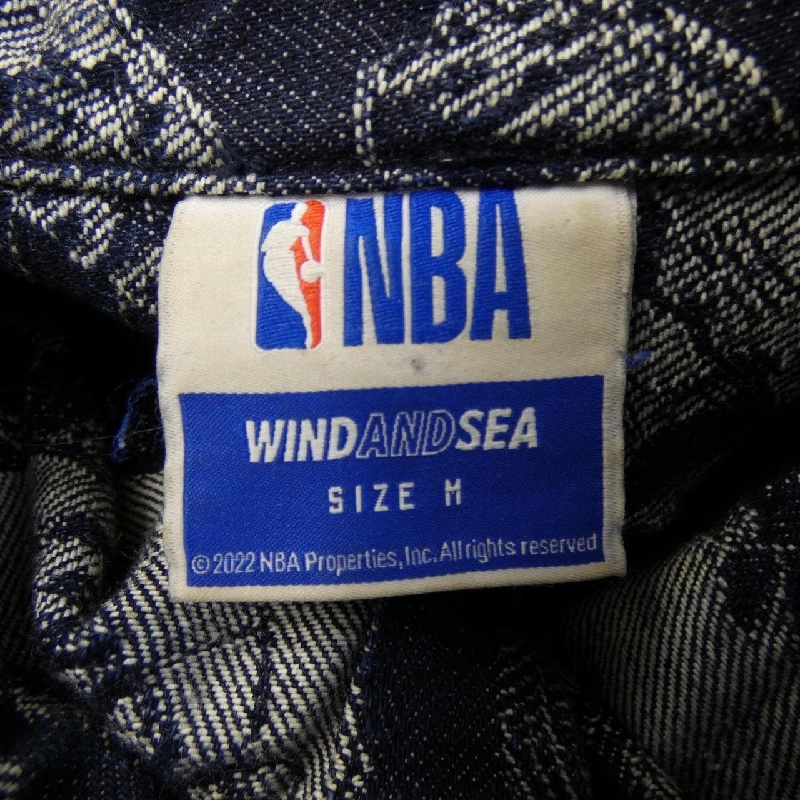 NBA
WINDANDSEA
SIZE M
©2022 NBA Properties, Inc. All rights reserved